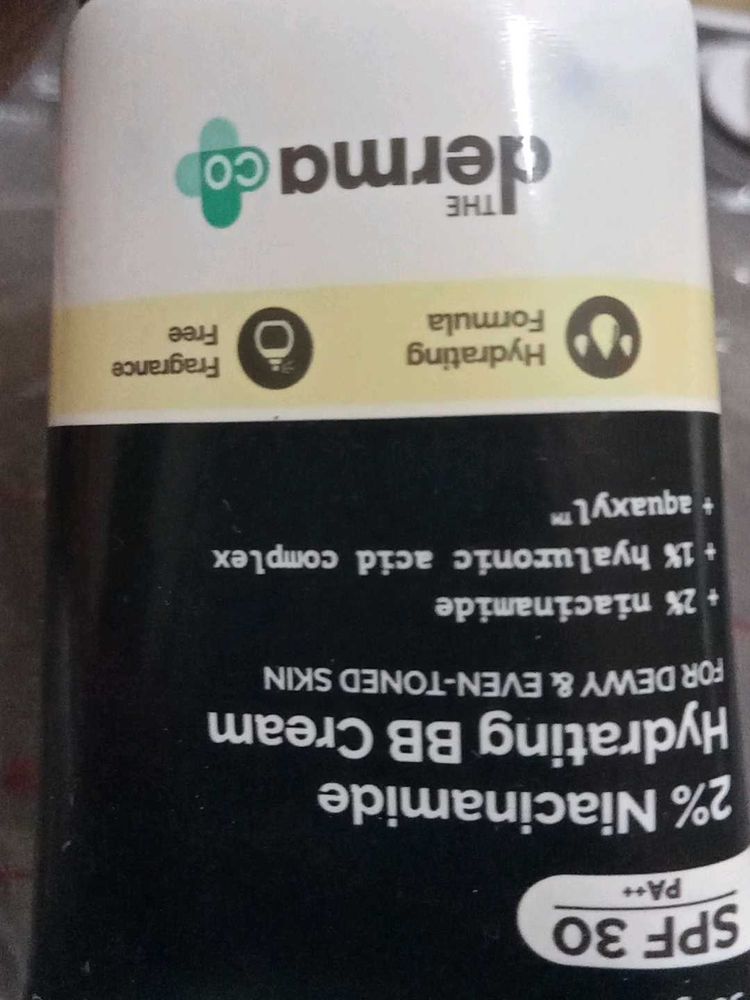 SPF 30
PA++
2% Niacinamide
Hydrating BB Cream
FOR DEWY & EVEN-TONED SKIN
+ 2% niacinamide
+ 1% hyaluronic acid complex
+ aquaxyl™
Hydrating
Formula
Fragrance
Free
THE
derma co